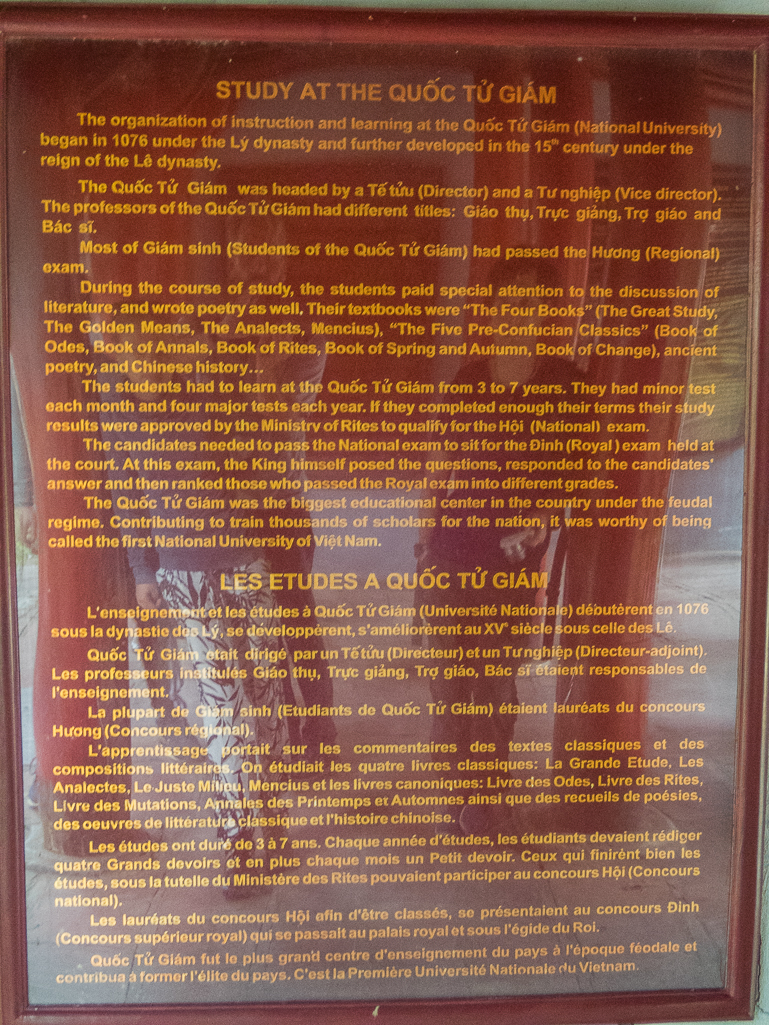 STUDY AT THE QUỐC TỬ GIÁM
The organization of instruction and learning at the Quốc Tử Giám (National University)
began in 1076 under the Lý dynasty and further developed in the 15th century under the
reign of the Lê dynasty.
The Quốc Tử Giám was headed by a Tế tửu (Director) and a Tư nghiệp (Vice director).
The professors of the Quốc Tử Giám had different titles: Giáo thụ, Trực giảng, Trợ giáo and
Bác sĩ.
Most of Giám sinh (Students of the Quốc Tử Giám) had passed the Hương (Regional)
exam.
During the course of study, the students paid special attention to the discussion of
literature, and wrote poetry as well. Their textbooks were “The Four Books” (The Great Study,
The Golden Means, The Analects, Mencius), “The Five Pre-Confucian Classics” (Book of
Odes, Book of Annals, Book of Rites, Book of Spring and Autumn, Book of Change), ancient
poetry, and Chinese history...
The students had to learn at the Quốc Tử Giám from 3 to 7 years. They had minor test
each month and four major tests each year. If they completed enough their terms their study
results were approved by the Ministry of Rites to qualify for the Hội (National) exam.
The candidates needed to pass the National exam to sit for the Đình (Royal ) exam held at
the court. At this exam, the King himself posed the questions, responded to the candidates’
answer and then ranked those who passed the Royal exam into different grades.
The Quốc Tử Giám was the biggest educational center in the country under the feudal
regime. Contributing to train thousands of scholars for the nation, it was worthy of being
called the first National University of Việt Nam.
LES ETUDES A QUỐC TỬ GIÁM
L'enseignement et les études à Quốc Tử Giám (Université Nationale) débutèrent en 1076
sous la dynastie des Lý, se développèrent, s'améliorèrent au XVe siècle sous celle des Lê.
Quốc Tử Giám était dirigé par un Tế tửu (Directeur) et un Tư nghiệp (Directeur-adjoint).
Les professeurs institulés Giáo thụ, Trực giảng, Trợ giáo, Bác sĩ étaient responsables de
l'enseignement.
La plupart de Giám sinh (Etudiants de Quốc Tử Giám) étaient lauréats du concours
Hương (Concours régional).
L'apprentissage portait sur les commentaires des textes classiques et des
compositions littéraires. On étudiait les quatre livres classiques: La Grande Etude, Les
Analectes, Le Juste Milieu, Mencius et les livres canoniques: Livre des Odes, Livre des Rites,
Livre des Mutations, Annales des Printemps et Automnes ainsi que des recueils de poésies,
des oeuvres de littérature classique et l'histoire chinoise.
Les études ont duré de 3 à 7 ans. Chaque année d'études, les étudiants devaient rédiger
quatre Grands devoirs et en plus chaque mois un Petit devoir. Ceux qui finirènt bien les
études, sous la tutelle du Ministère des Rites pouvaient participer au concours Hội (Concours
national).
Les lauréats du concours Hội afin d'être classés, se présentaient au concours Đình
(Concours supérieur royal) qui se passait au palais royal et sous l'égide du Roi.
Quốc Tử Giám fut le plus grand centre d'enseignement du pays à l'époque féodale et
contribua à former l'élite du pays. C'est la Première Université Nationale du Vietnam.